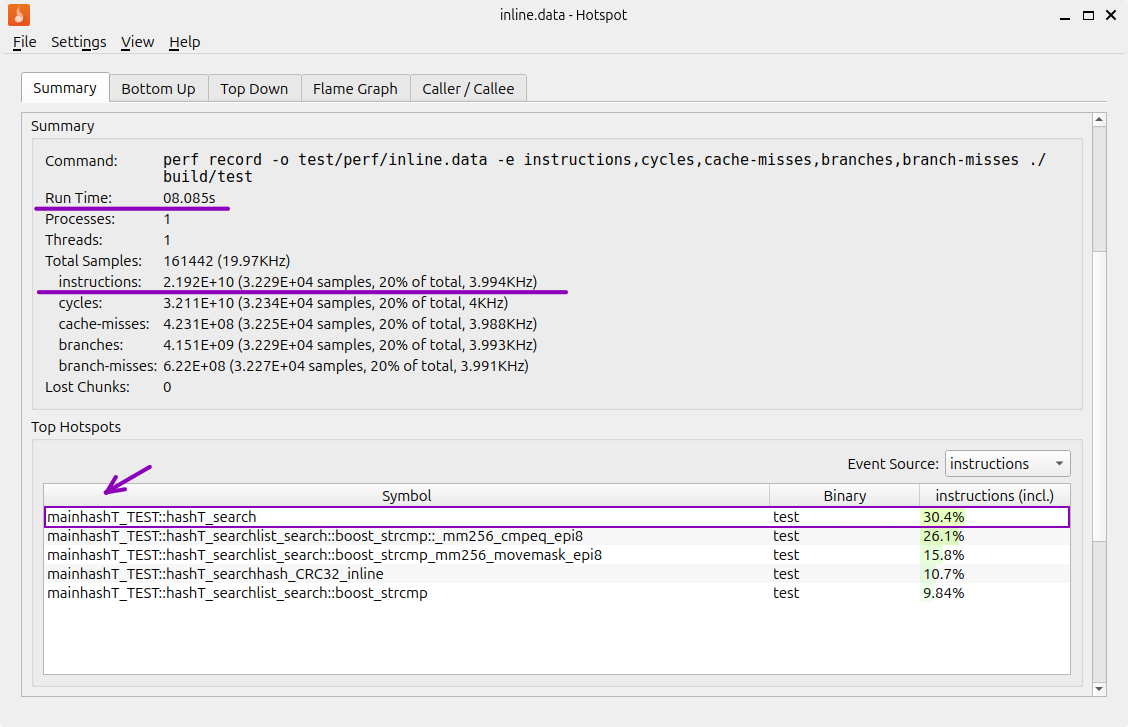 inline.data - Hotspot
File Settings View Help
Summary Bottom Up Top Down Flame Graph Caller / Callee
Summary
Command: perf record -o test/perf/inline.data -e instructions,cycles,cache-misses,branches,branch-misses ./
build/test
Run Time: 08.085s
Processes: 1
Threads: 1
Total Samples: 161442 (19.97KHz)
instructions: 2.192E+10 (3.229E+04 samples, 20% of total, 3.994KHz)
cycles: 3.211E+10 (3.234E+04 samples, 20% of total, 4KHz)
cache-misses: 4.231E+08 (3.225E+04 samples, 20% of total, 3.988KHz)
branches: 4.151E+09 (3.229E+04 samples, 20% of total, 3.993KHz)
branch-misses: 6.22E+08 (3.227E+04 samples, 20% of total, 3.991KHz)
Lost Chunks: 0
Top Hotspots
Event Source: instructions
Symbol Binary instructions (incl.)
mainhashT_TEST::hashT_search test 30.4%
mainhashT_TEST::hashT_searchlist_search::boost_strcmp::_mm256_cmpeq_epi8 test 26.1%
mainhashT_TEST::hashT_searchlist_search::boost_strcmp_mm256_movemask_epi8 test 15.8%
mainhashT_TEST::hashT_searchhash_CRC32_inline test 10.7%
mainhashT_TEST::hashT_searchlist_search::boost_strcmp test 9.84%